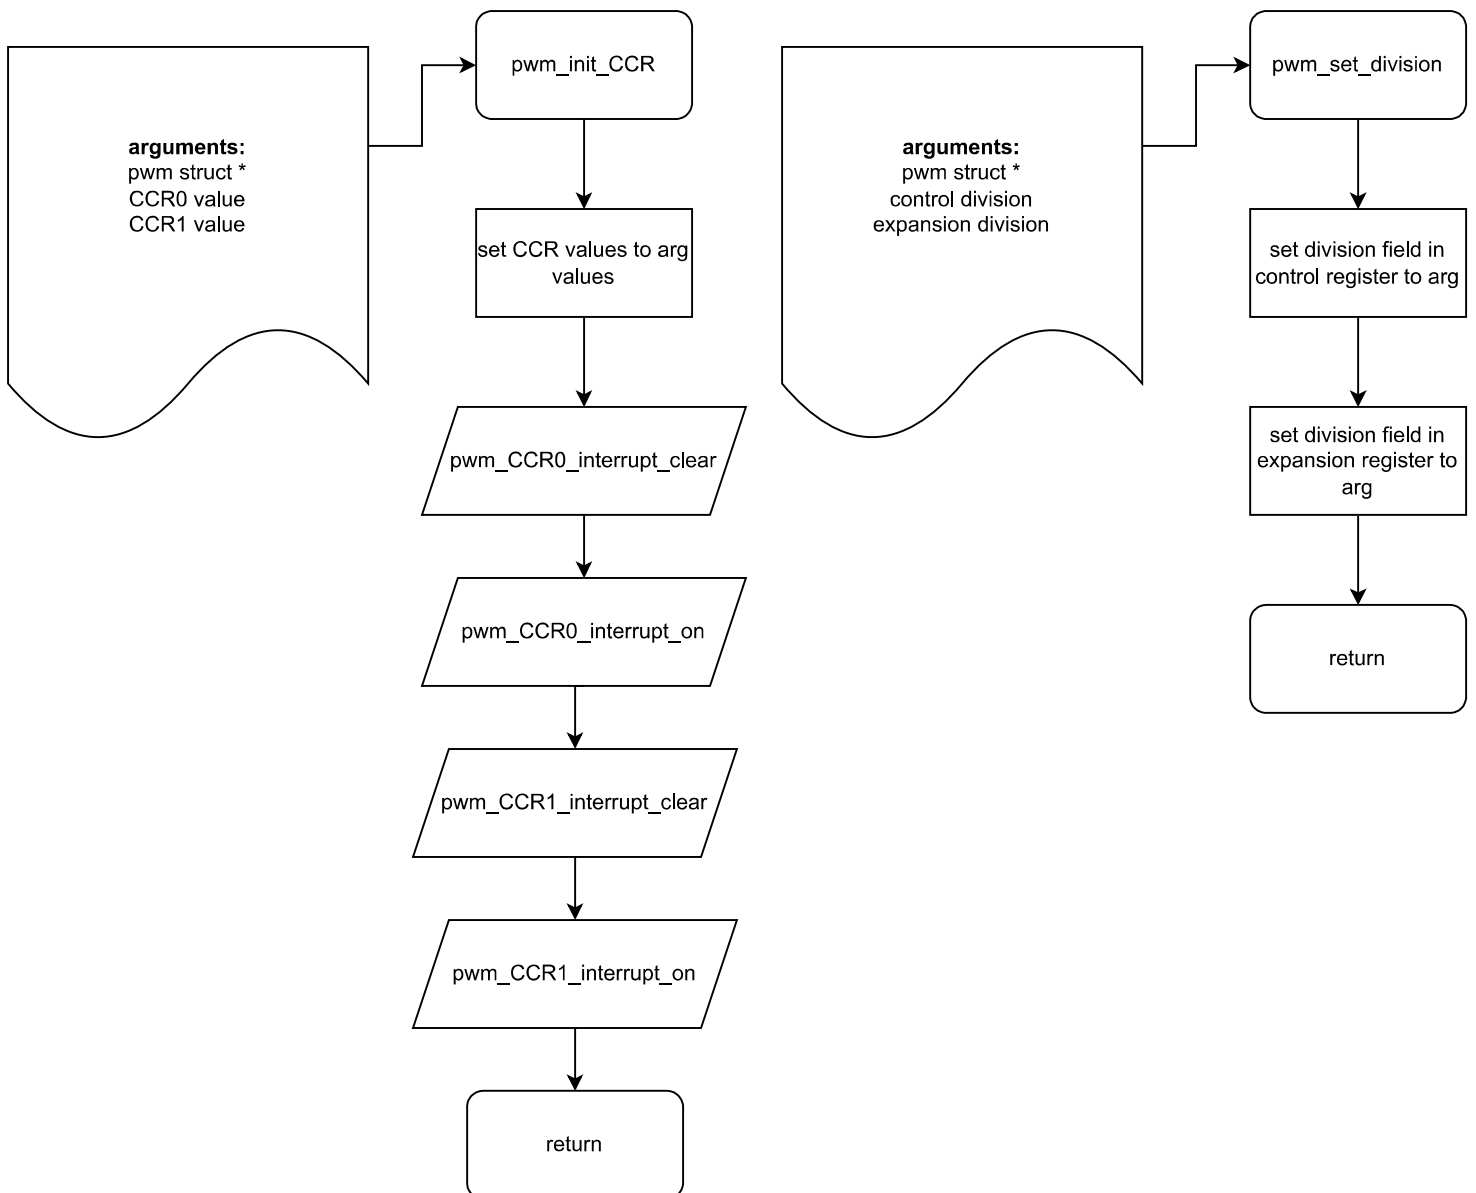 pwm_init_CCR
arguments:
pwm struct *
CCR0 value
CCR1 value
set CCR values to arg
values
pwm_CCR0_interrupt_clear
pwm_CCR0_interrupt_on
pwm_CCR1_interrupt_clear
pwm_CCR1_interrupt_on
return
pwm_set_division
arguments:
pwm struct *
control division
expansion division
set division field in
control register to arg
set division field in
expansion register to
arg
return